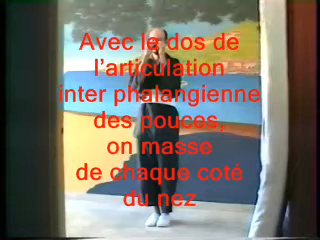 Avec le dos de
l'articulation
inter phalangienne
des pouces,
on masse
de chaque coté
du nez